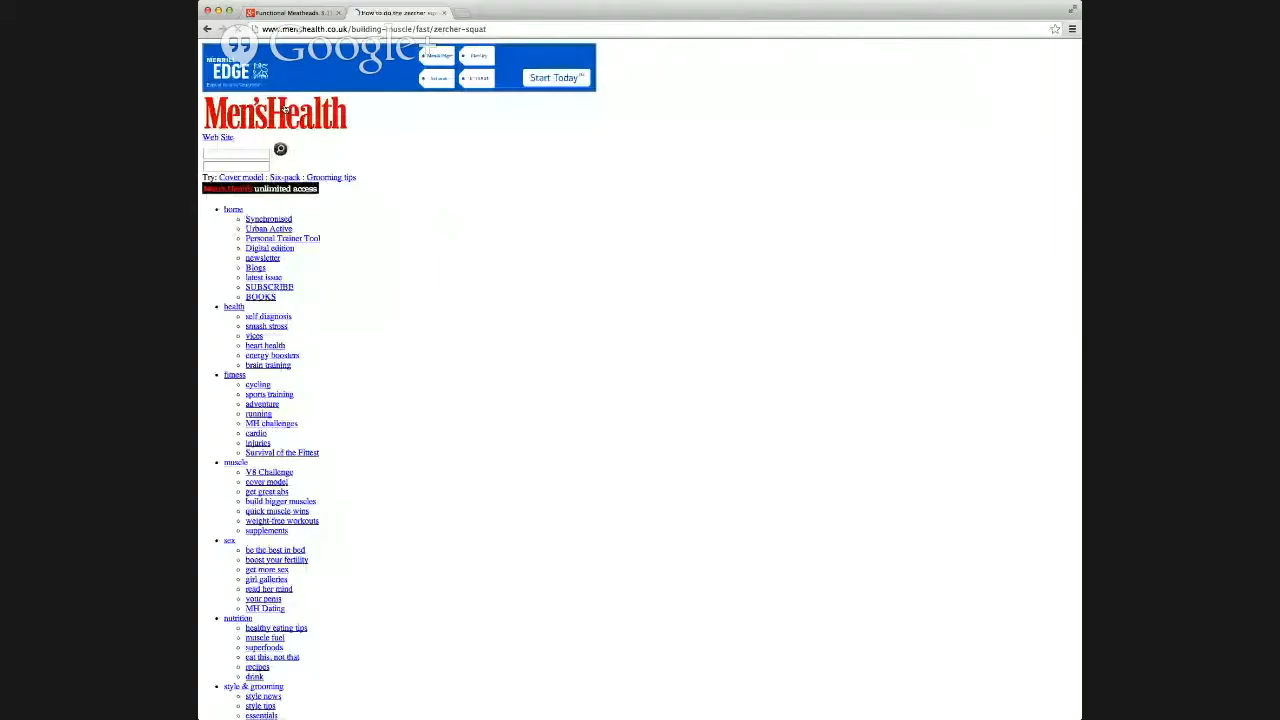 Functional Meatheads: 8.1
How to do the zercher squ
www.menshealth.co.uk/building-muscle/fast/zercher-squat
Google+
MERRILL
EDGE
Start Today
Men'sHealth
Web Site
Try: Cover model : Six-pack : Grooming tips
unlimited access
home
Synchronised
Urban Active
Personal Trainer Tool
Digital edition
newsletter
Blogs
latest issue
SUBSCRIBE
BOOKS
health
self diagnosis
smash stress
vices
heart health
energy boosters
brain training
fitness
cycling
sports training
adventure
running
MH challenges
cardio
injuries
Survival of the Fittest
muscle
V8 Challenge
cover model
get great abs
build bigger muscles
quick muscle wins
weight-free workouts
supplements
sex
be the best in bed
boost your fertility
get more sex
girl galleries
read her mind
your penis
MH Dating
nutrition
healthy eating tips
muscle fuel
superfoods
eat this, not that
recipes
drink
style & grooming
style news
style tips
essentials